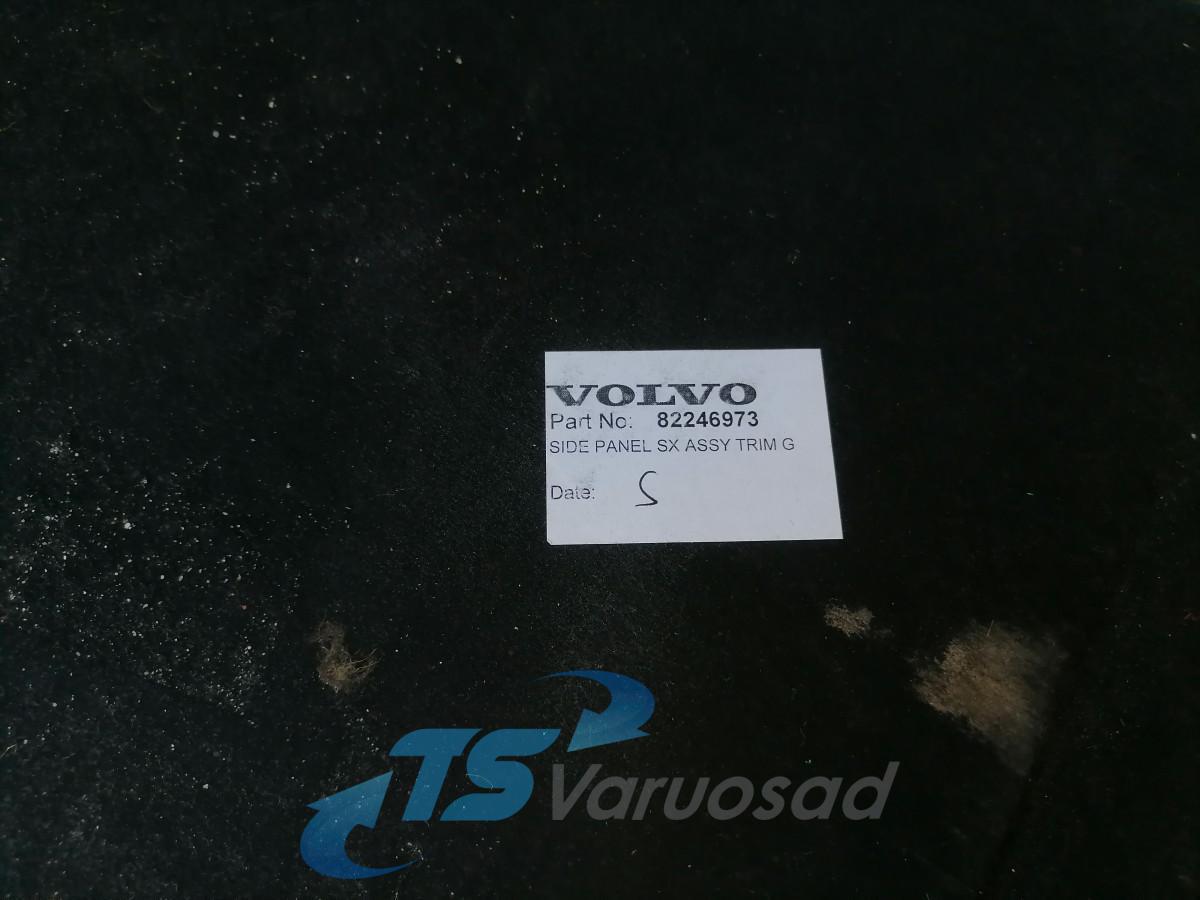 VOLVO
Part No: 82246973
SIDE PANEL SX ASSY TRIM G
Date: S
TS Varuosad